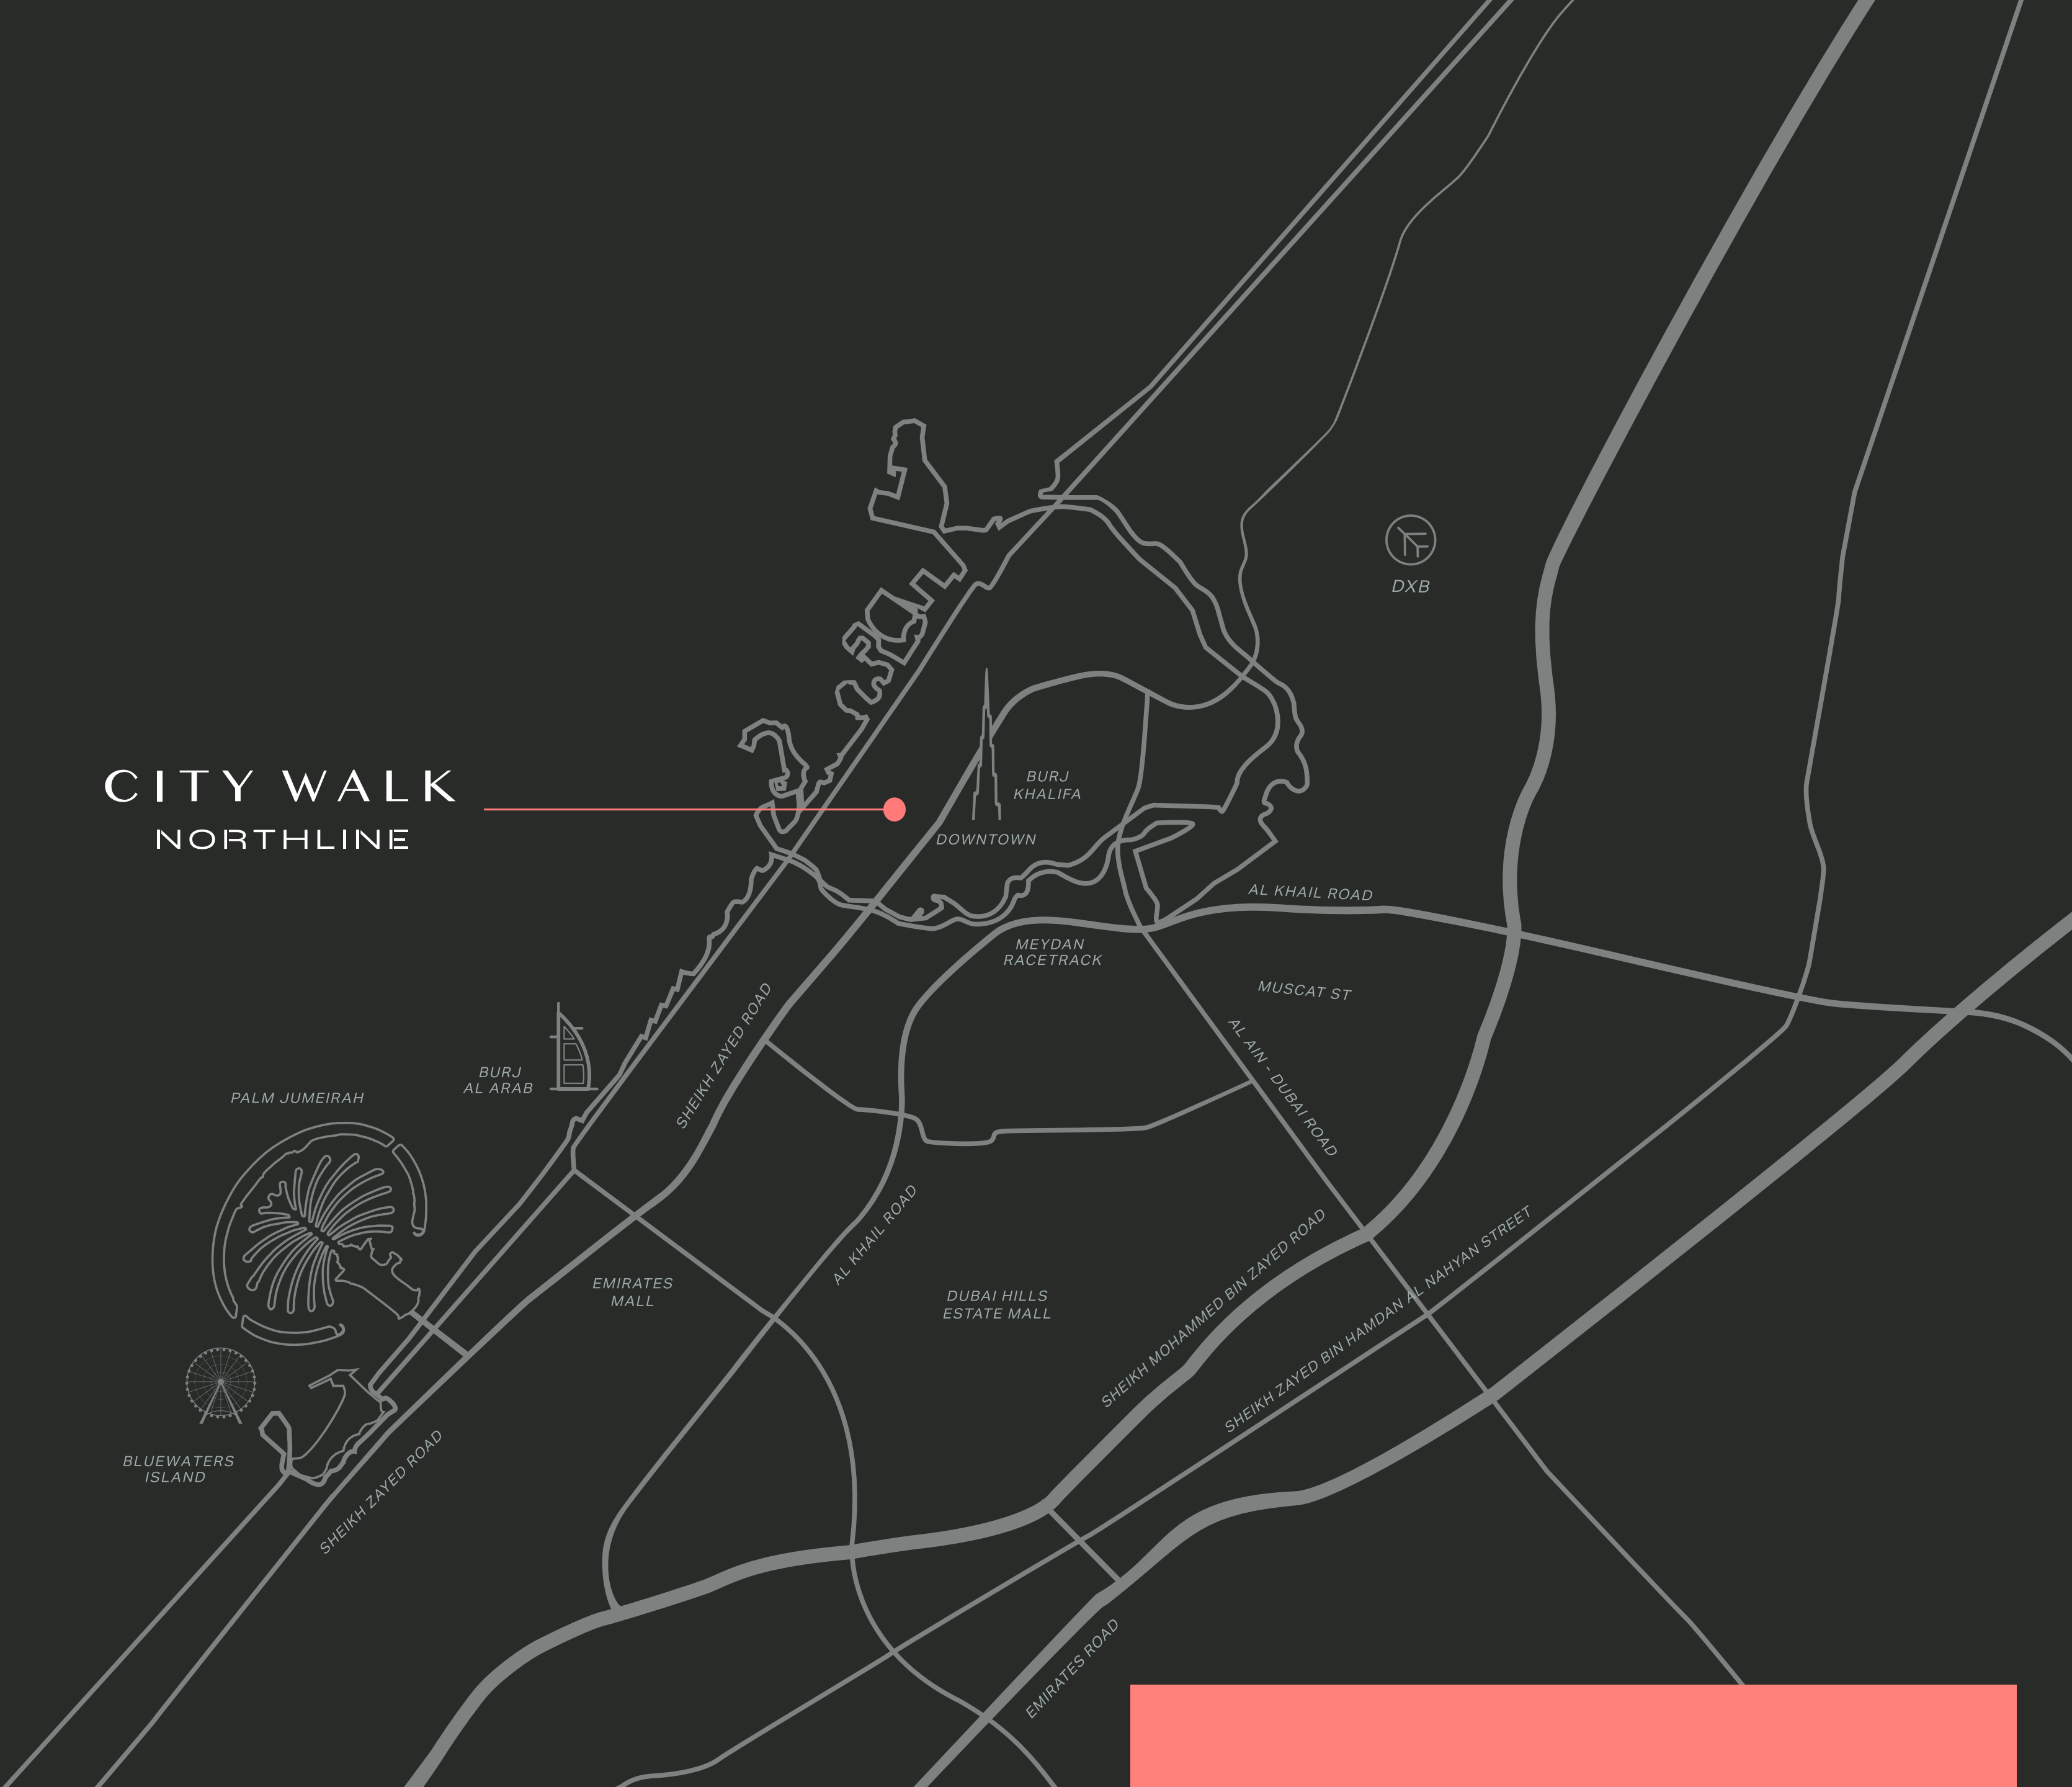 DXB
CITY WALK
NORTHLINE
BURJ
KHALIFA
DOWNTOWN
AL KHAIL ROAD
MEYDAN
RACETRACK
MUSCAT ST
SHEIKH ZAYED ROAD
AL AIN - DUBAI ROAD
BURJ
AL ARAB
PALM JUMEIRAH
AL KHAIL ROAD
EMIRATES
MALL
DUBAI HILLS
ESTATE MALL
SHEIKH MOHAMMED BIN ZAYED ROAD
SHEIKH ZAYED BIN HAMDAN AL NAHYAN STREET
BLUEWATERS
ISLAND
SHEIKH ZAYED ROAD
EMIRATES ROAD